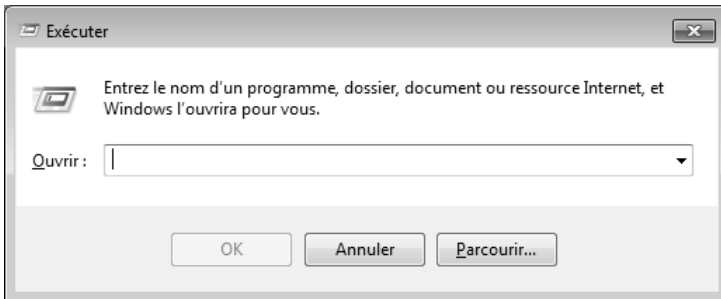 Exécuter
Entrez le nom d'un programme, dossier, document ou ressource Internet, et
Windows l'ouvrira pour vous.
Ouvrir :
OK Annuler Parcourir...